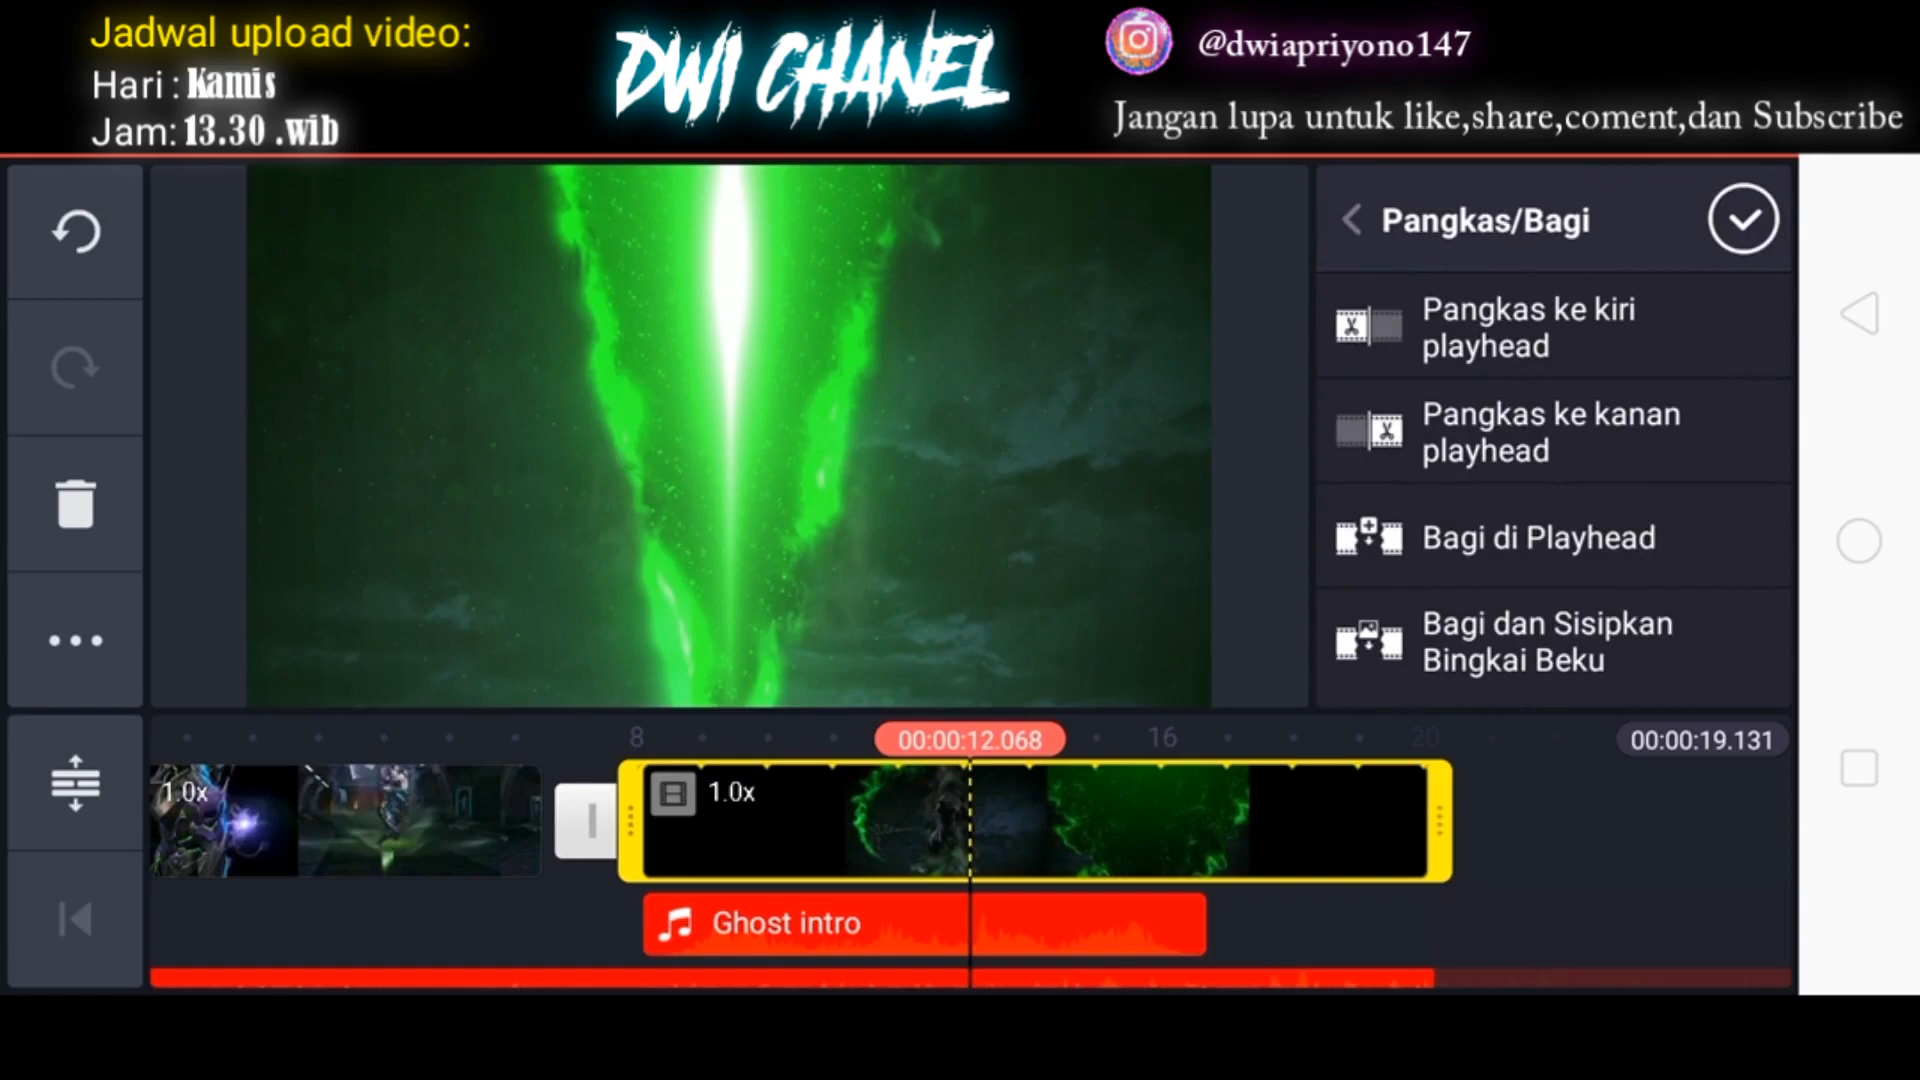 Jadwal upload video:
Hari : Kamis
Jam: 13.30 .wib
DWI CHANEL
@dwiapriyono147
Jangan lupa untuk like,share,coment,dan Subscribe
Pangkas/Bagi
Pangkas ke kiri
playhead
Pangkas ke kanan
playhead
Bagi di Playhead
Bagi dan Sisipkan
Bingkai Beku
8
00:00:12.068
16
20
00:00:19.131
1.0x
1.0x
Ghost intro